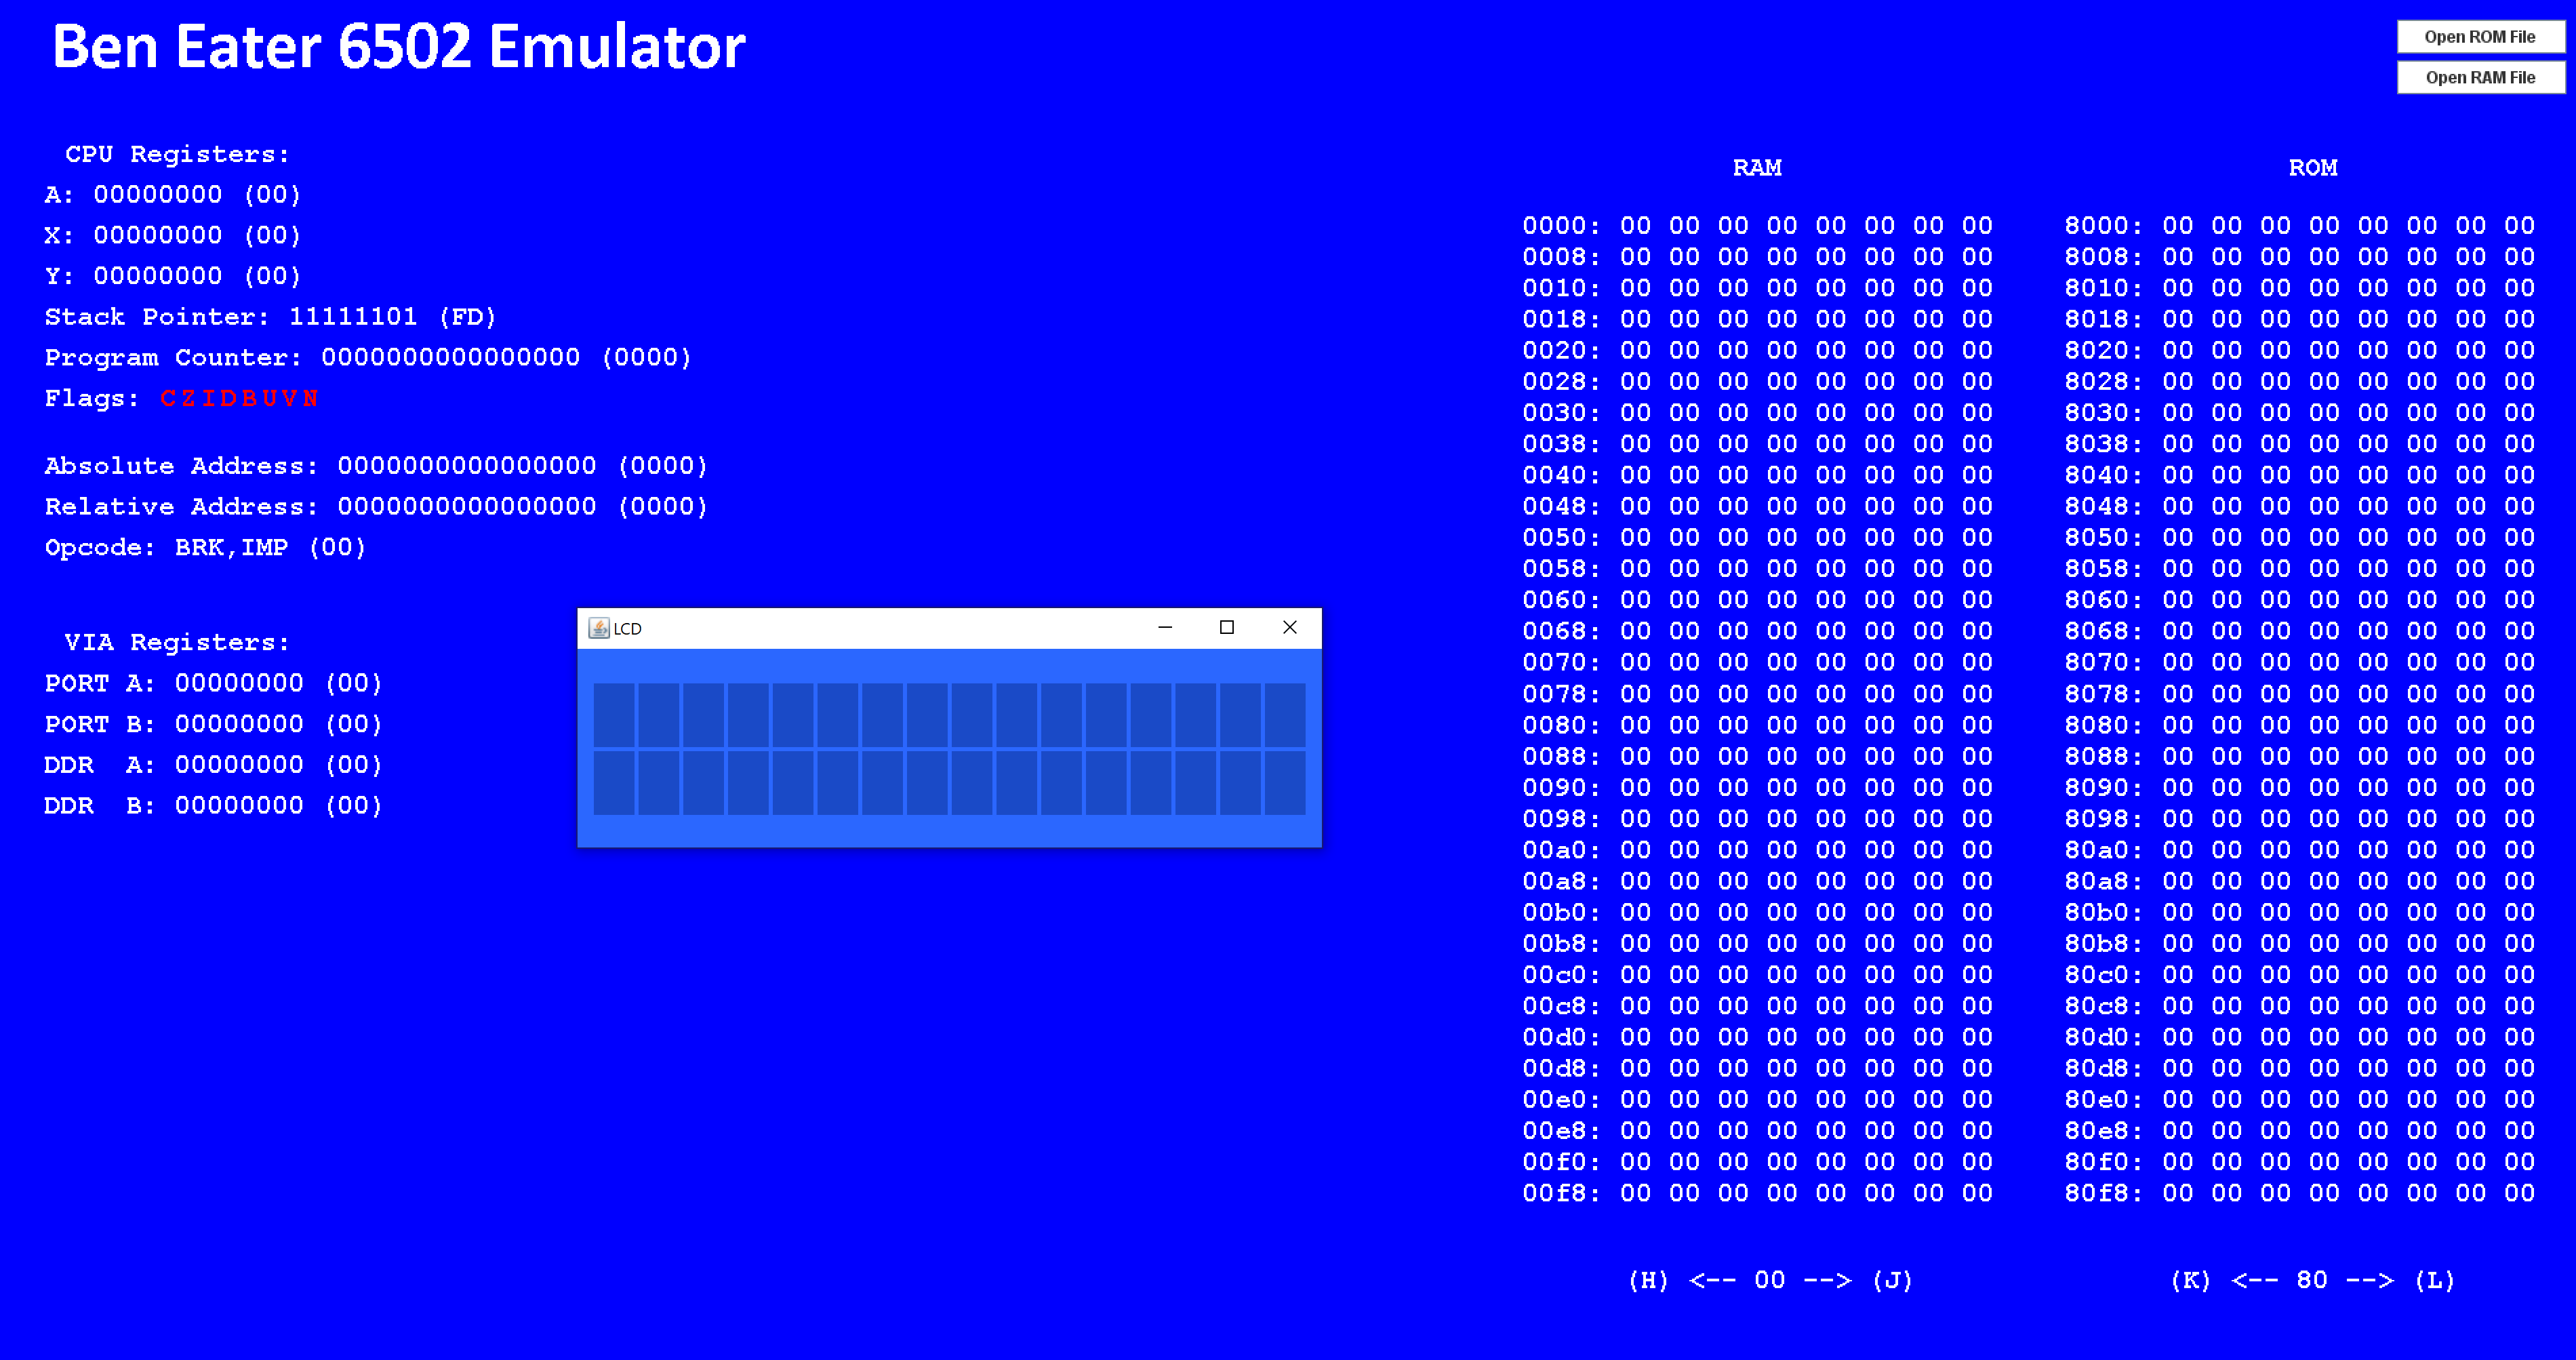 Ben Eater 6502 Emulator
Open ROM File
Open RAM File
CPU Registers:
A: 00000000 (00)
X: 00000000 (00)
Y: 00000000 (00)
Stack Pointer: 11111101 (FD)
Program Counter: 0000000000000000 (0000)
Flags: C Z I D B U V N
Absolute Address: 0000000000000000 (0000)
Relative Address: 0000000000000000 (0000)
Opcode: BRK,IMP (00)
VIA Registers:
PORT A: 00000000 (00)
PORT B: 00000000 (00)
DDR  A: 00000000 (00)
DDR  B: 00000000 (00)
LCD
RAM
0000: 00 00 00 00 00 00 00 00
0008: 00 00 00 00 00 00 00 00
0010: 00 00 00 00 00 00 00 00
0018: 00 00 00 00 00 00 00 00
0020: 00 00 00 00 00 00 00 00
0028: 00 00 00 00 00 00 00 00
0030: 00 00 00 00 00 00 00 00
0038: 00 00 00 00 00 00 00 00
0040: 00 00 00 00 00 00 00 00
0048: 00 00 00 00 00 00 00 00
0050: 00 00 00 00 00 00 00 00
0058: 00 00 00 00 00 00 00 00
0060: 00 00 00 00 00 00 00 00
0068: 00 00 00 00 00 00 00 00
0070: 00 00 00 00 00 00 00 00
0078: 00 00 00 00 00 00 00 00
0080: 00 00 00 00 00 00 00 00
0088: 00 00 00 00 00 00 00 00
0090: 00 00 00 00 00 00 00 00
0098: 00 00 00 00 00 00 00 00
00a0: 00 00 00 00 00 00 00 00
00a8: 00 00 00 00 00 00 00 00
00b0: 00 00 00 00 00 00 00 00
00b8: 00 00 00 00 00 00 00 00
00c0: 00 00 00 00 00 00 00 00
00c8: 00 00 00 00 00 00 00 00
00d0: 00 00 00 00 00 00 00 00
00d8: 00 00 00 00 00 00 00 00
00e0: 00 00 00 00 00 00 00 00
00e8: 00 00 00 00 00 00 00 00
00f0: 00 00 00 00 00 00 00 00
00f8: 00 00 00 00 00 00 00 00
(H) <-- 00 --> (J)
ROM
8000: 00 00 00 00 00 00 00 00
8008: 00 00 00 00 00 00 00 00
8010: 00 00 00 00 00 00 00 00
8018: 00 00 00 00 00 00 00 00
8020: 00 00 00 00 00 00 00 00
8028: 00 00 00 00 00 00 00 00
8030: 00 00 00 00 00 00 00 00
8038: 00 00 00 00 00 00 00 00
8040: 00 00 00 00 00 00 00 00
8048: 00 00 00 00 00 00 00 00
8050: 00 00 00 00 00 00 00 00
8058: 00 00 00 00 00 00 00 00
8060: 00 00 00 00 00 00 00 00
8068: 00 00 00 00 00 00 00 00
8070: 00 00 00 00 00 00 00 00
8078: 00 00 00 00 00 00 00 00
8080: 00 00 00 00 00 00 00 00
8088: 00 00 00 00 00 00 00 00
8090: 00 00 00 00 00 00 00 00
8098: 00 00 00 00 00 00 00 00
80a0: 00 00 00 00 00 00 00 00
80a8: 00 00 00 00 00 00 00 00
80b0: 00 00 00 00 00 00 00 00
80b8: 00 00 00 00 00 00 00 00
80c0: 00 00 00 00 00 00 00 00
80c8: 00 00 00 00 00 00 00 00
80d0: 00 00 00 00 00 00 00 00
80d8: 00 00 00 00 00 00 00 00
80e0: 00 00 00 00 00 00 00 00
80e8: 00 00 00 00 00 00 00 00
80f0: 00 00 00 00 00 00 00 00
80f8: 00 00 00 00 00 00 00 00
(K) <-- 80 --> (L)